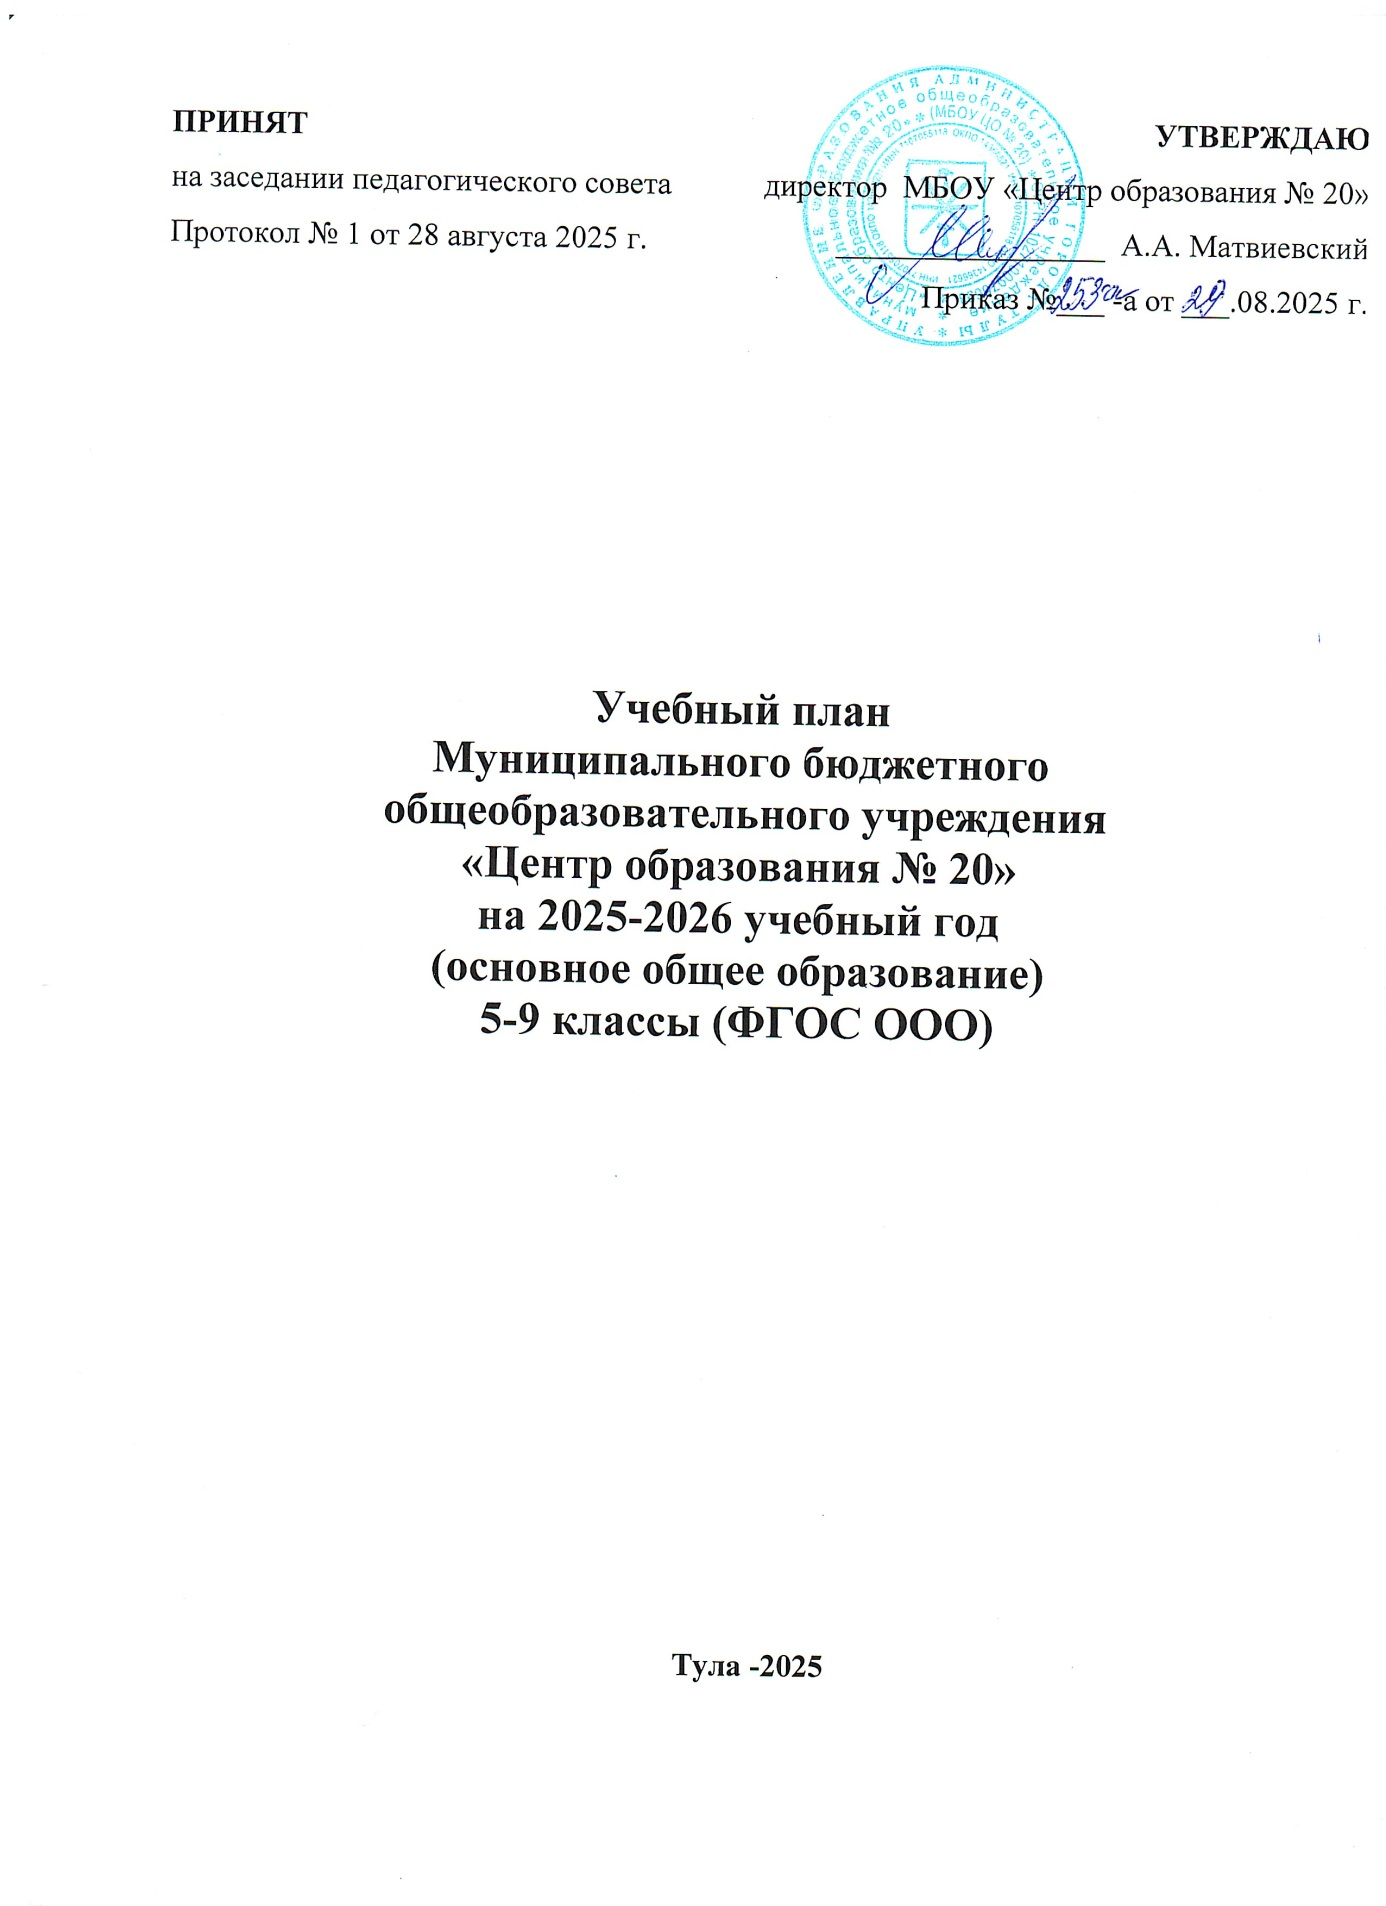 ПРИНЯТ
на заседании педагогического совета
Протокол № 1 от 28 августа 2025 г.
УТВЕРЖДАЮ
директор МБОУ «Центр образования № 20»
А.А. Матвиевский
Приказ № 253 -а от 29.08.2025 г.
Учебный план
Муниципального бюджетного
общеобразовательного учреждения
«Центр образования № 20»
на 2025-2026 учебный год
(основное общее образование)
5-9 классы (ФГОС ООО)
Тула -2025